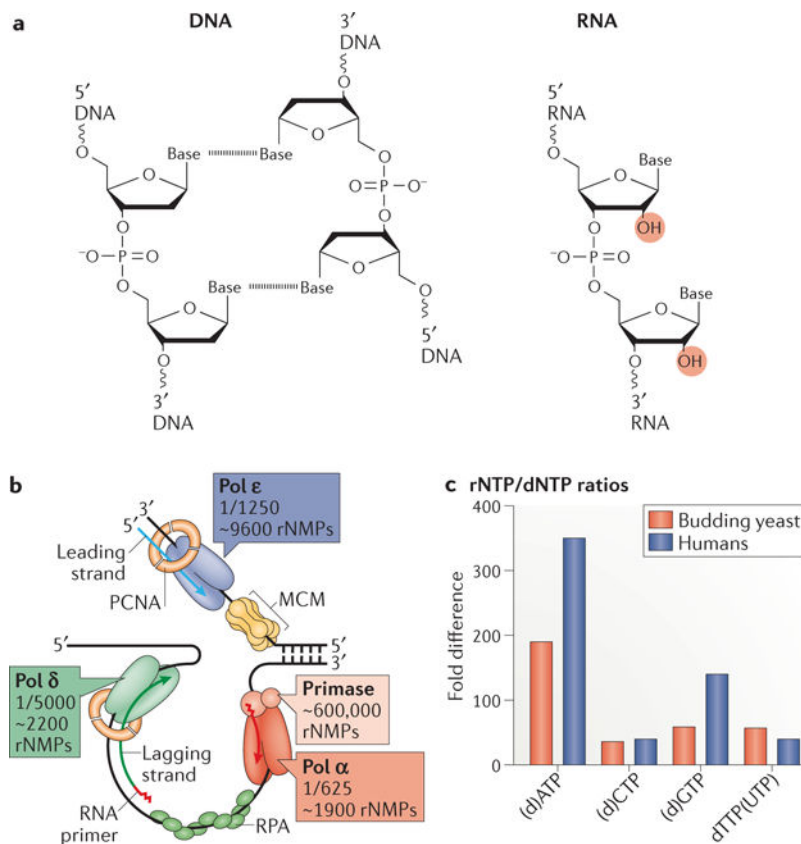 a
DNA
RNA
3′
DNA
O
O
5′
DNA
O
O
Base
Base
O
O
P
O
O⁻
O
⁻O
P
O
O
O
Base
Base
O
O
O
3′
DNA
5′
DNA
5′
RNA
O
O
Base
O
OH
⁻O
P
O
O
O
Base
O
OH
3′
RNA
b
Pol ε
1/1250
~9600 rNMPs
3′
5′
Leading
strand
PCNA
MCM
5′
5′
3′
Pol δ
1/5000
~2200
rNMPs
Primase
~600,000
rNMPs
Lagging
strand
Pol α
1/625
~1900 rNMPs
RNA
primer
RPA
c rNTP/dNTP ratios
Fold difference
400
300
200
100
0
Budding yeast
Humans
(d)ATP
(d)CTP
(d)GTP
dTTP(UTP)